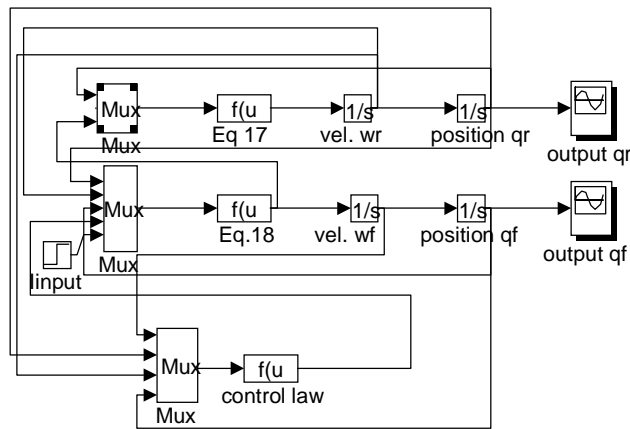 Mux
f(u
1/s
1/s
Mux
Eq 17
vel. wr
position qr
output qr
Mux
f(u
1/s
1/s
Mux
Eq.18
vel. wf
position qf
output qf
Iinput
Mux
f(u
Mux
control law